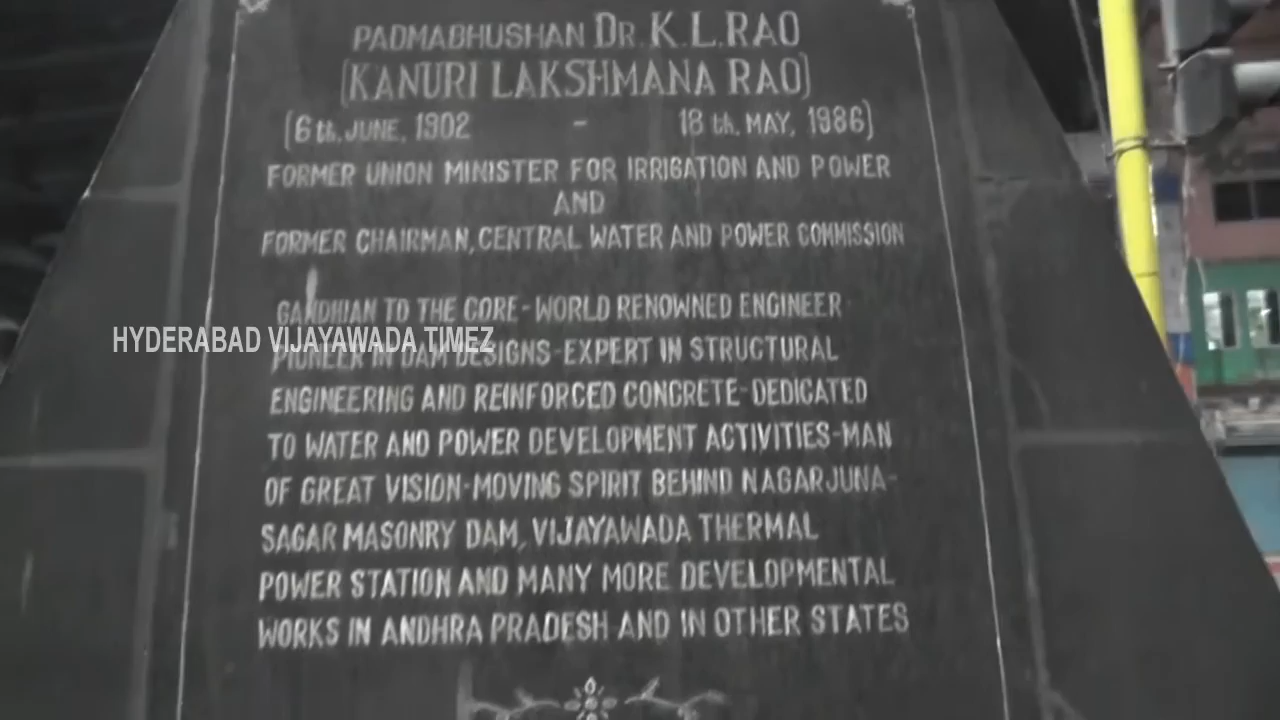 PADMABHUSHAN DR. K.L.RAO
(KANURI LAKSHMANA RAO)
(6 th, JUNE, 1902 - 18 th, MAY, 1986)
FORMER UNION MINISTER FOR IRRIGATION AND POWER
AND
FORMER CHAIRMAN, CENTRAL WATER AND POWER COMMISSION
GANDHIAN TO THE CORE - WORLD RENOWNED ENGINEER
HYDERABAD VIJAYAWADA TIMEZ
PIONEER IN DAM DESIGNS-EXPERT IN STRUCTURAL
ENGINEERING AND REINFORCED CONCRETE-DEDICATED
TO WATER AND POWER DEVELOPMENT ACTIVITIES-MAN
OF GREAT VISION-MOVING SPIRIT BEHIND NAGARJUNA-
SAGAR MASONRY DAM, VIJAYAWADA THERMAL
POWER STATION AND MANY MORE DEVELOPMENTAL
WORKS IN ANDHRA PRADESH AND IN OTHER STATES